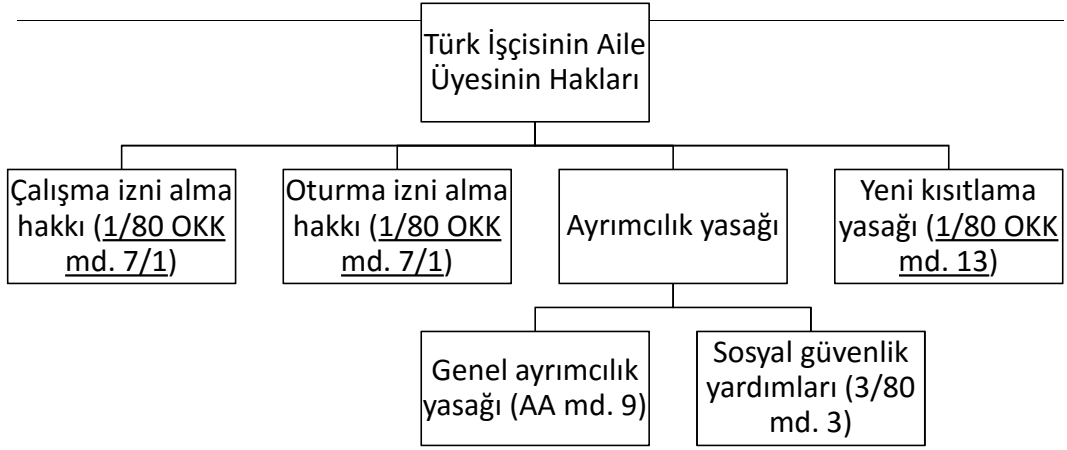 Türk İşçisinin Aile
Üyesinin Hakları
Çalışma izni alma
hakkı (1/80 OKK
md. 7/1)
Oturma izni alma
hakkı (1/80 OKK
md. 7/1)
Ayrımcılık yasağı
Yeni kısıtlama
yasağı (1/80 OKK
md. 13)
Genel ayrımcılık
yasağı (AA md. 9)
Sosyal güvenlik
yardımları (3/80
md. 3)